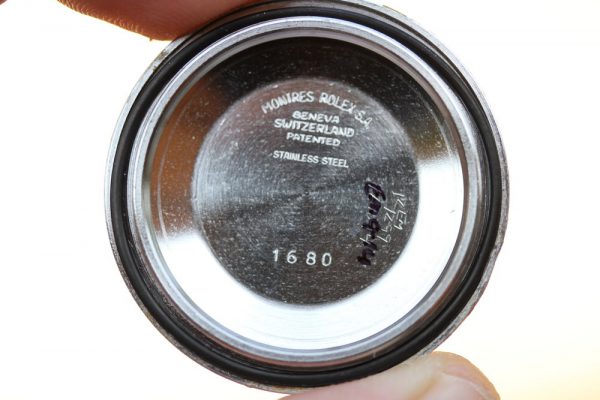 MONTRES ROLEX S.A.
GENEVA
SWITZERLAND
PATENTED
STAINLESS STEEL
1680